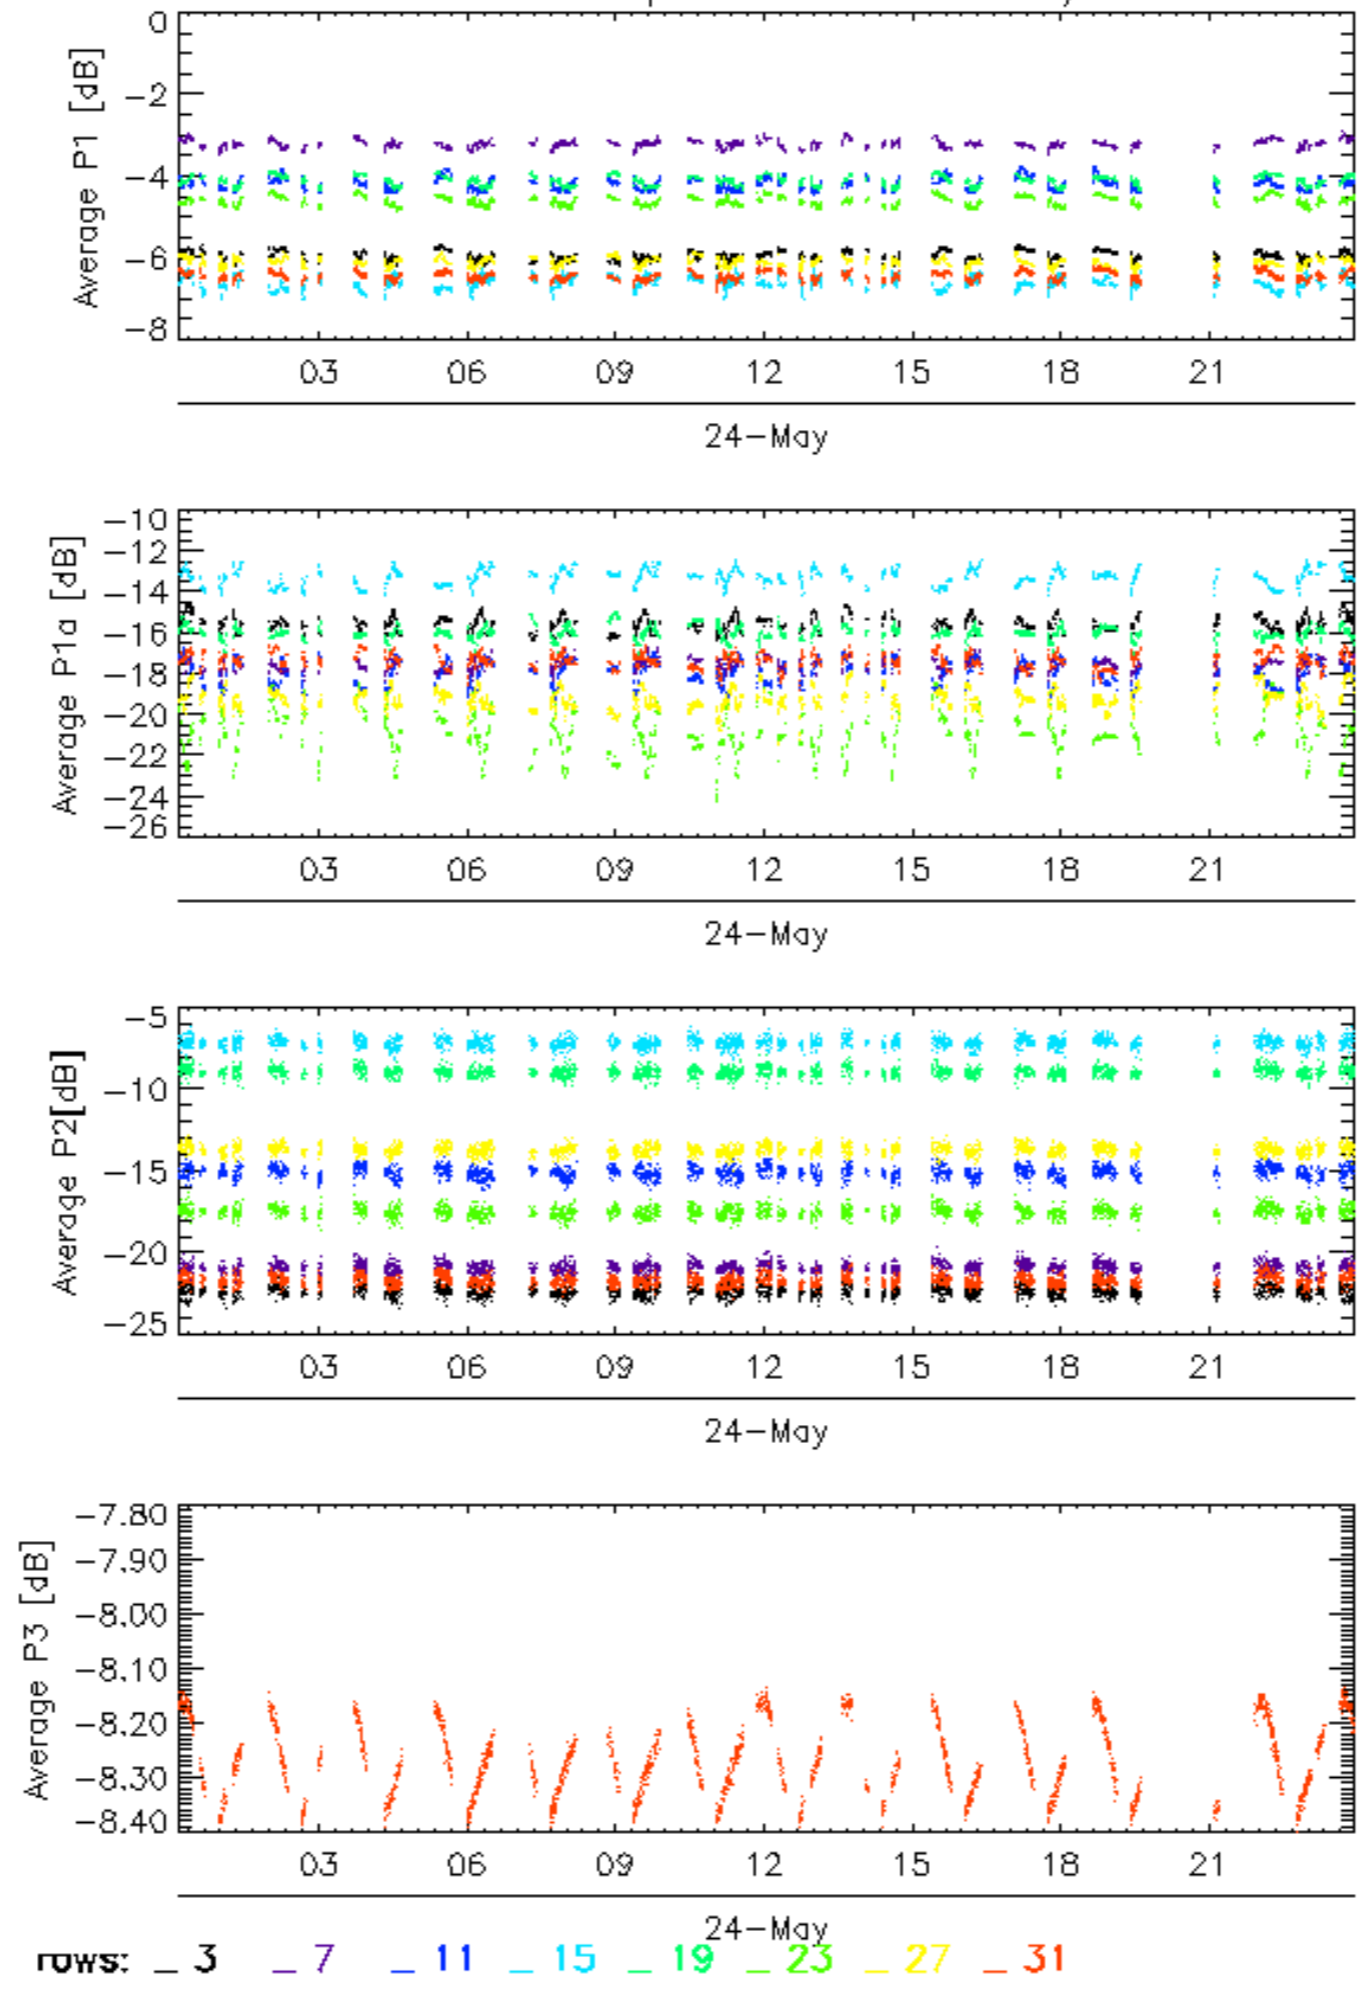 0
-2
-4
-6
-8
Average P1 [dB]
03 06 09 12 15 18 21
24-May
-10
-12
-14
-16
-18
-20
-22
-24
-26
Average P1a [dB]
03 06 09 12 15 18 21
24-May
-5
-10
-15
-20
-25
Average P2[dB]
03 06 09 12 15 18 21
24-May
-7.80
-7.90
-8.00
-8.10
-8.20
-8.30
-8.40
Average P3 [dB]
03 06 09 12 15 18 21
24-May
rows: _ 3 _ 7 _ 11 _ 15 _ 19 _ 23 _ 27 _ 31